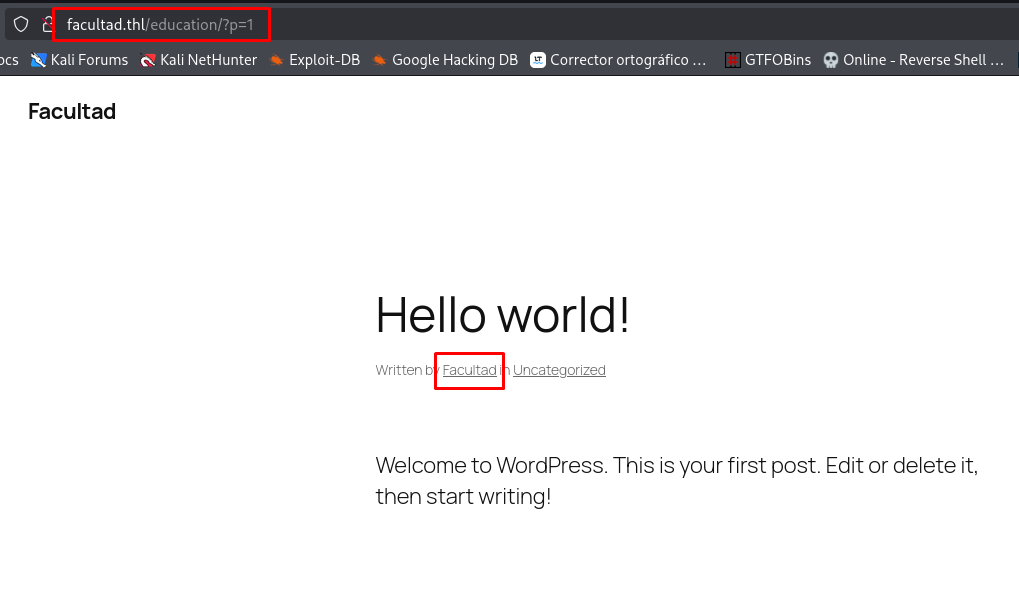 facultad.thl/education/?p=1
ocs Kali Forums Kali NetHunter Exploit-DB Google Hacking DB LT Corrector ortográfico ... GTFOBins Online - Reverse Shell ...
Facultad
Hello world!
Written by Facultad in Uncategorized
Welcome to WordPress. This is your first post. Edit or delete it,
then start writing!